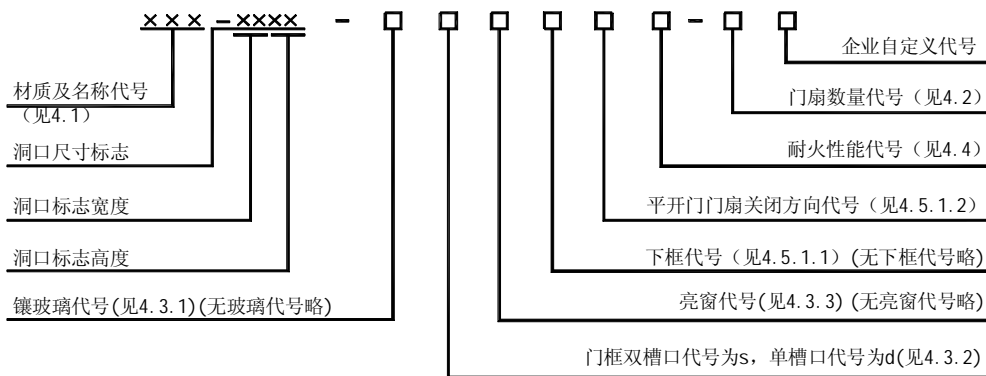 ×××-××××-□□□□□□-□□
企业自定义代号
材质及名称代号
（见4.1）
门扇数量代号（见4.2）
洞口尺寸标志
耐火性能代号（见4.4）
洞口标志宽度
平开门门扇关闭方向代号（见4.5.1.2）
洞口标志高度
下框代号（见4.5.1.1）(无下框代号略)
镶玻璃代号(见4.3.1)(无玻璃代号略)
亮窗代号(见4.3.3) (无亮窗代号略)
门框双槽口代号为s，单槽口代号为d(见4.3.2)